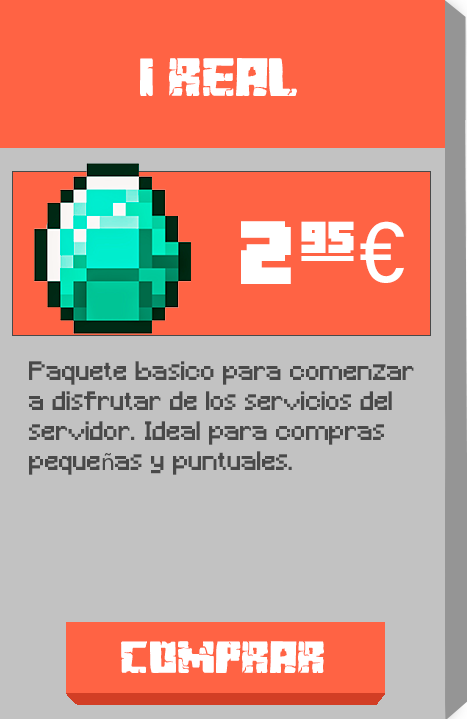 1 REAL
2 95€
Paquete basico para comenzar
a disfrutar de los servicios del
servidor. Ideal para compras
pequeñas y puntuales.
COMPRAR